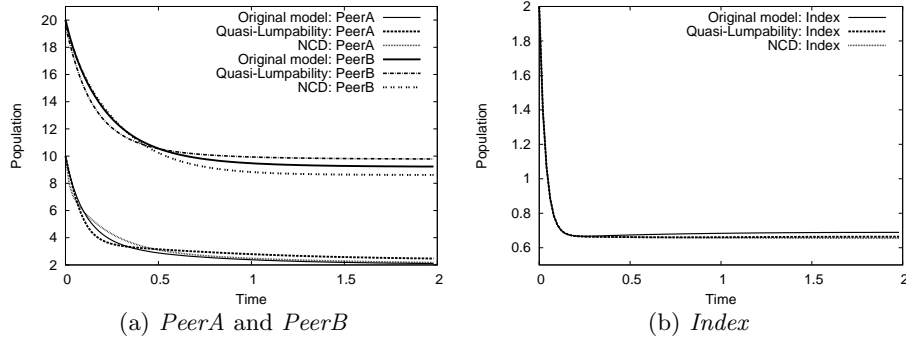 20
18
16
14
12
10
8
6
4
2
Population
0
0.5
1
1.5
2
Time
Original model: PeerA
Quasi-Lumpability: PeerA
NCD: PeerA
Original model: PeerB
Quasi-Lumpability: PeerB
NCD: PeerB
(a) PeerA and PeerB
2
1.8
1.6
1.4
1.2
1
0.8
0.6
Population
0
0.5
1
1.5
2
Time
Original model: Index
Quasi-Lumpability: Index
NCD: Index
(b) Index